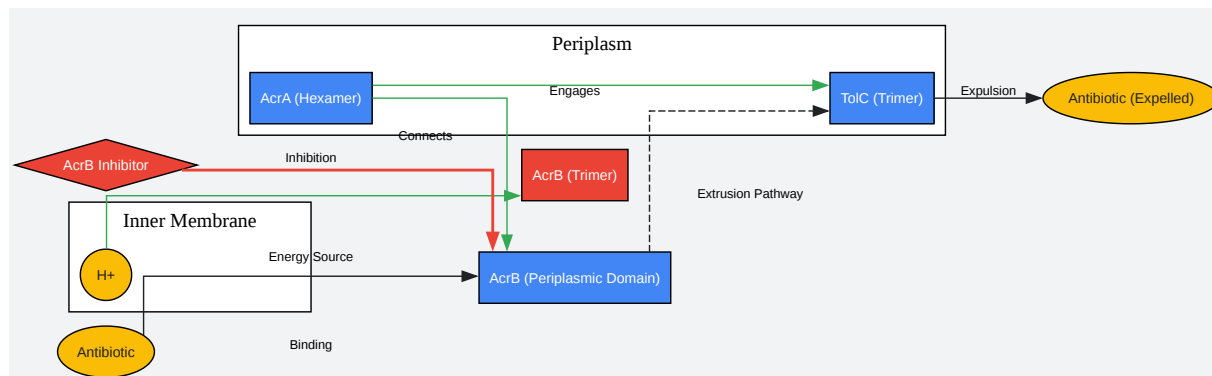 Periplasm
AcrA (Hexamer)
Engages
TolC (Trimer)
Expulsion
Antibiotic (Expelled)
Connects
AcrB Inhibitor
Inhibition
AcrB (Trimer)
Extrusion Pathway
Inner Membrane
H+
Energy Source
AcrB (Periplasmic Domain)
Antibiotic
Binding